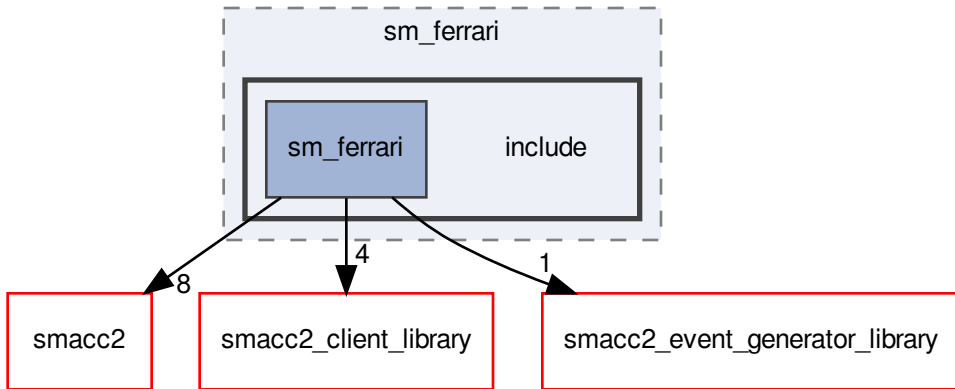 sm_ferrari
sm_ferrari
include
8
4
1
smacc2
smacc2_client_library
smacc2_event_generator_library